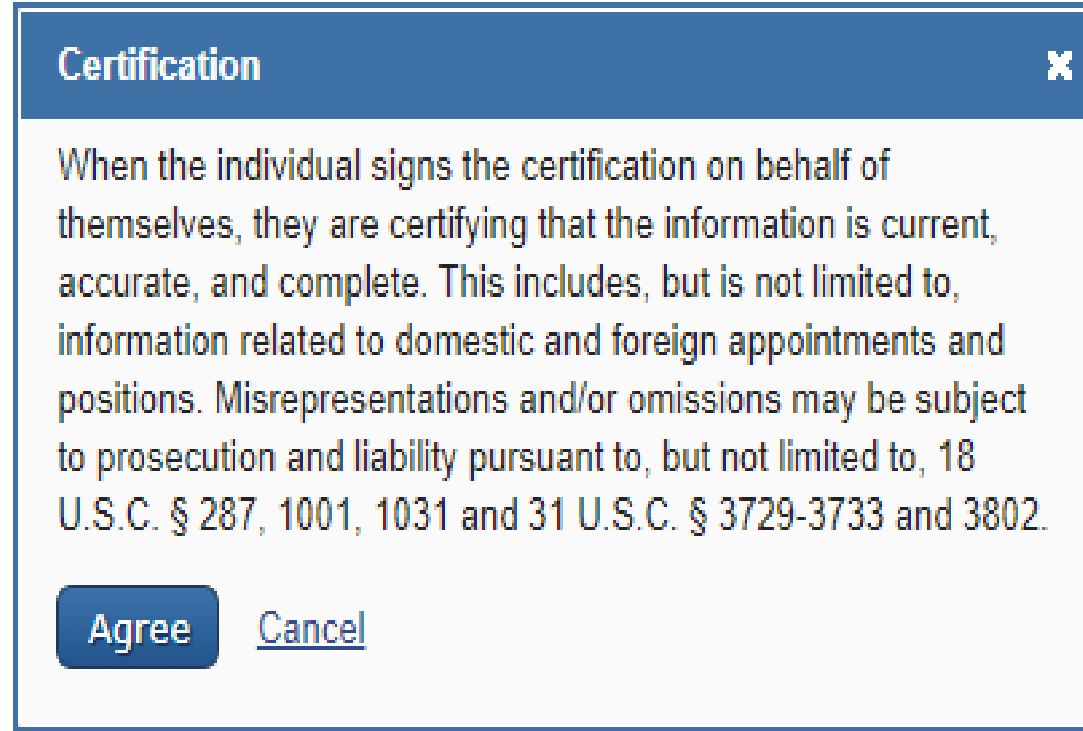 Certification
When the individual signs the certification on behalf of
themselves, they are certifying that the information is current,
accurate, and complete. This includes, but is not limited to,
information related to domestic and foreign appointments and
positions. Misrepresentations and/or omissions may be subject
to prosecution and liability pursuant to, but not limited to, 18
U.S.C. § 287, 1001, 1031 and 31 U.S.C. § 3729-3733 and 3802.
Agree Cancel